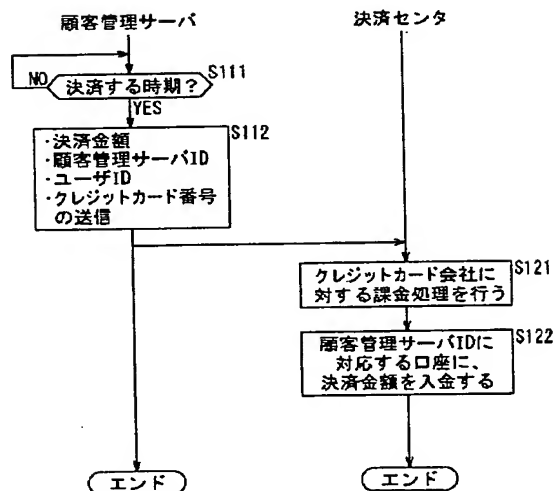 顧客管理サーバ
決済センタ
NO
決済する時期？
S111
YES
S112
・決済金額
・顧客管理サーバID
・ユーザID
・クレジットカード番号
の送信
クレジットカード会社に
対する課金処理を行う
S121
顧客管理サーバIDに
対応する口座に、
決済金額を入金する
S122
エンド
エンド